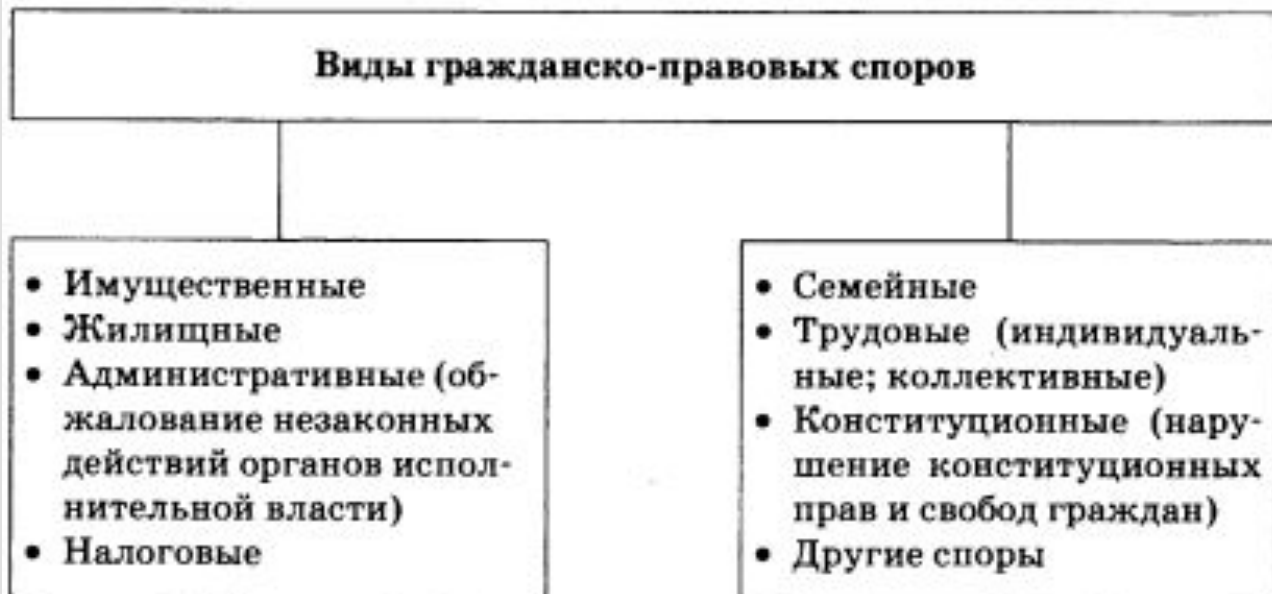 Виды гражданско-правовых споров
• Имущественные
• Жилищные
• Административные (об-
жалование незаконных
действий органов испол-
нительной власти)
• Налоговые
• Семейные
• Трудовые (индивидуаль-
ные; коллективные)
• Конституционные (нару-
шение конституционных
прав и свобод граждан)
• Другие споры